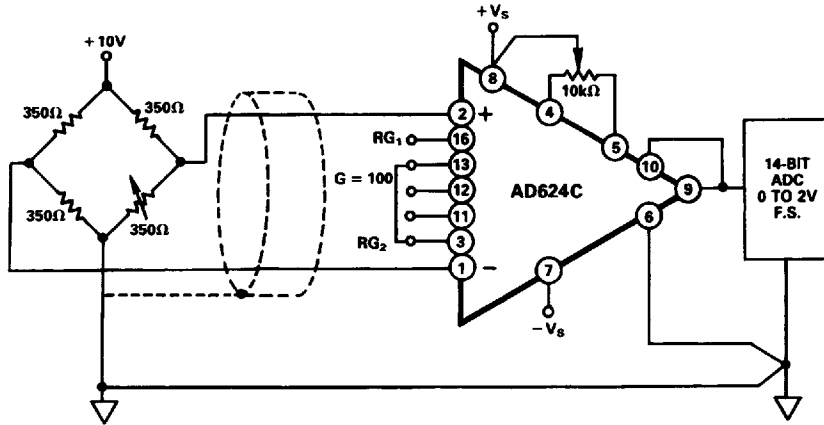 +10V
350Ω
350Ω
350Ω
350Ω
+VS
10kΩ
8
4
5
10
9
6
7
2
+
16
13
12
11
3
1
−
RG1
G = 100
RG2
AD624C
−VS
14-BIT
ADC
0 TO 2V
F.S.